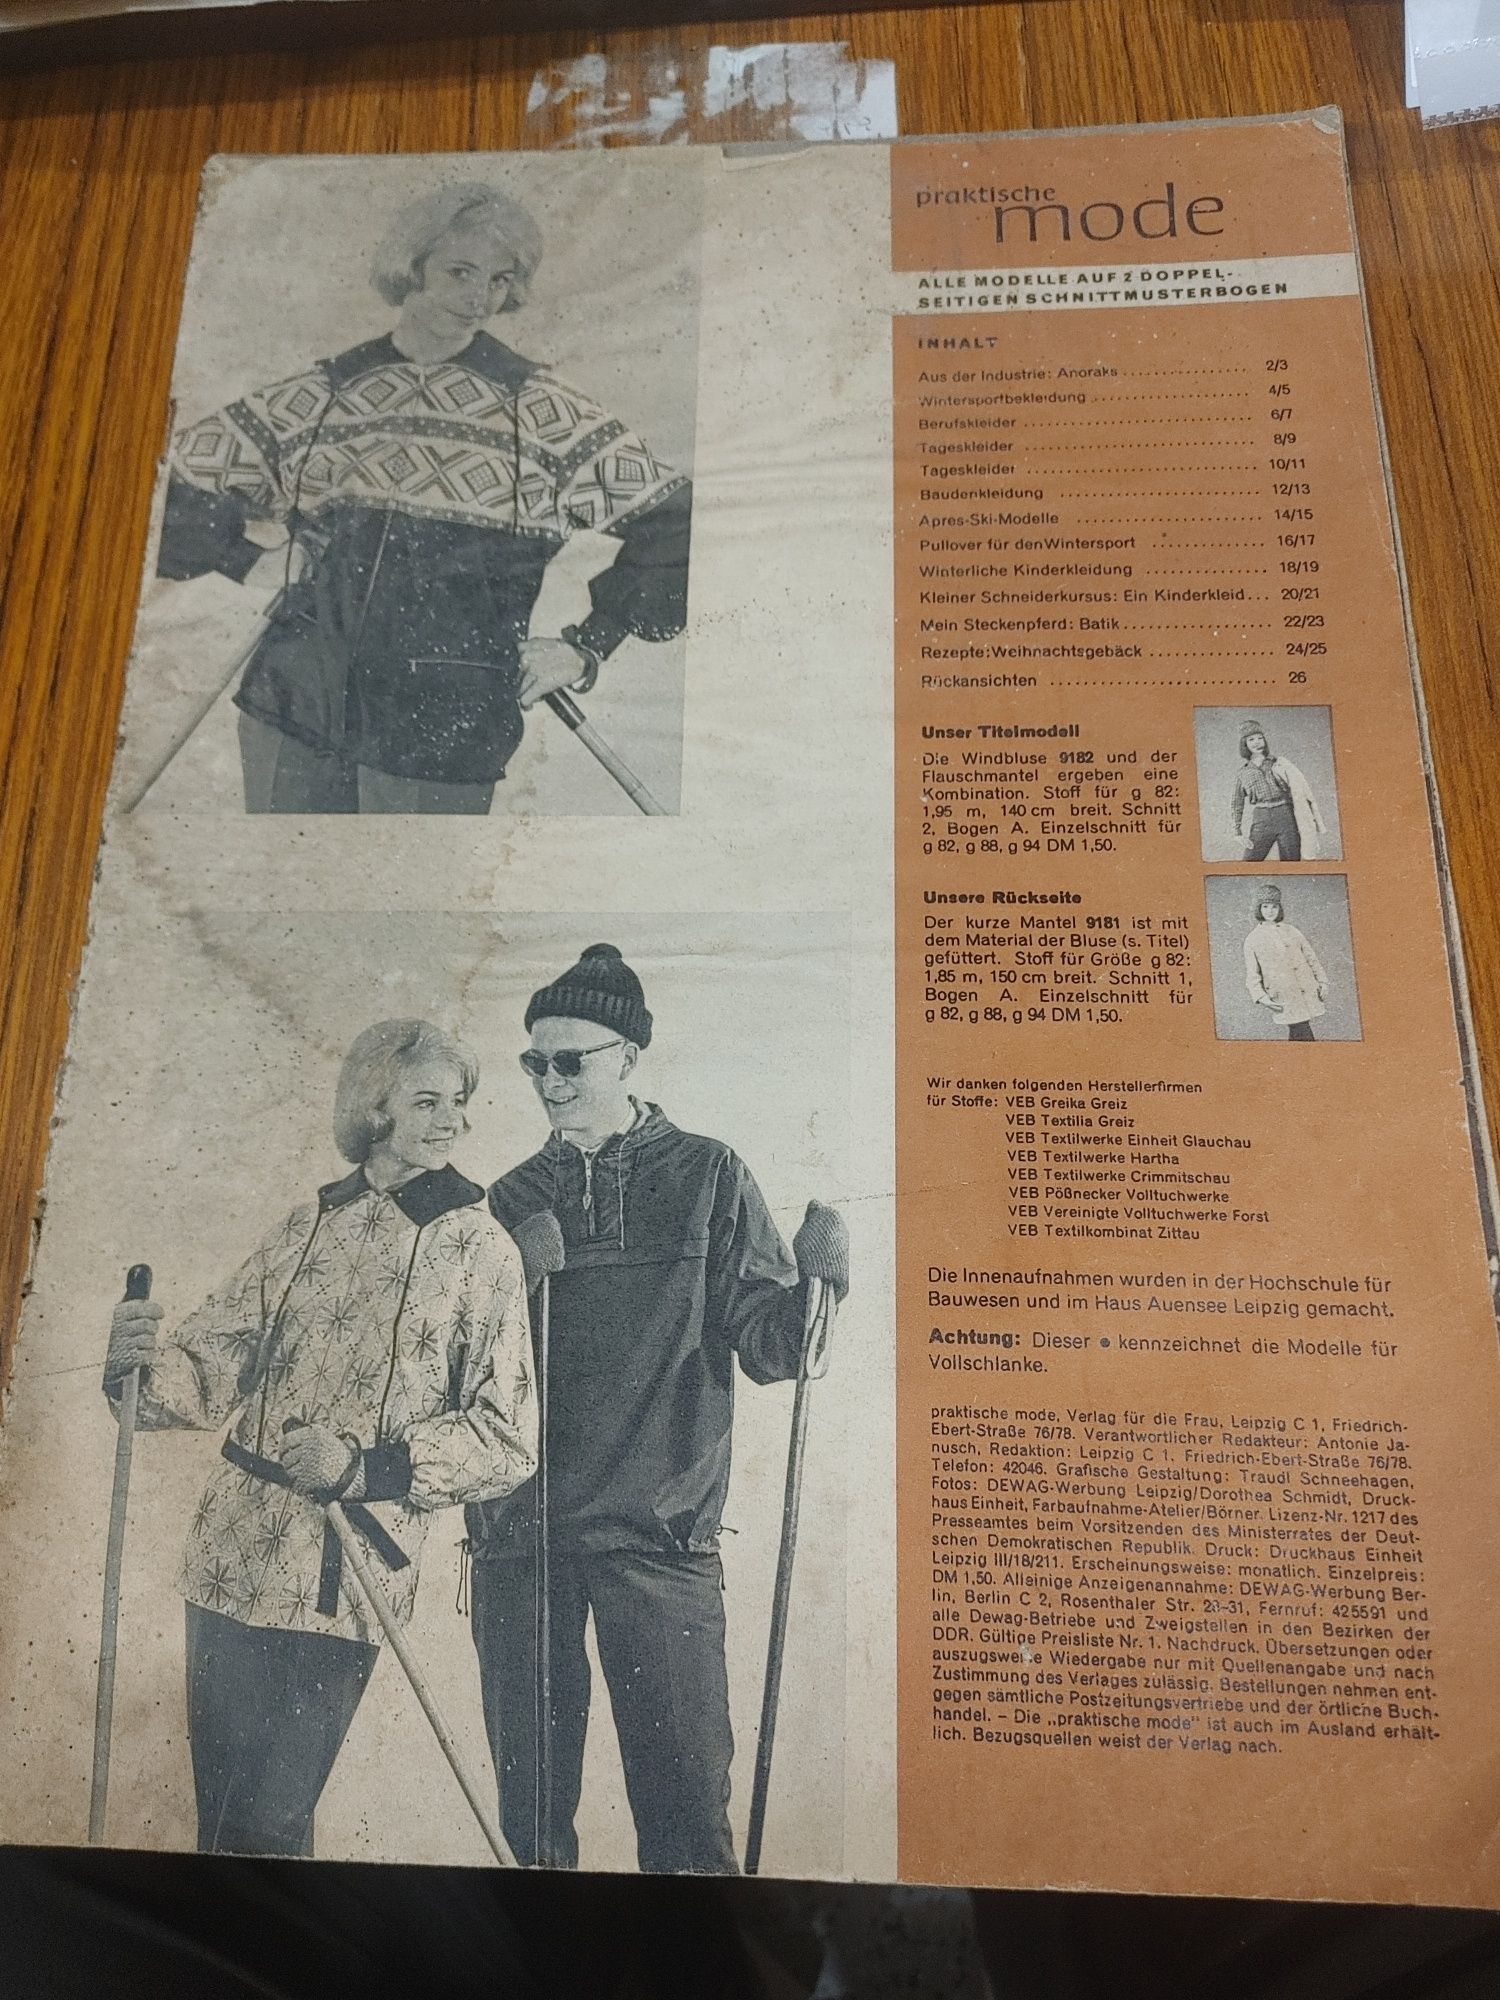 praktische
mode
ALLE MODELLE AUF 2 DOPPEL-
SEITIGEN SCHNITTMUSTERBOGEN
INHALT
Aus der Industrie: Anoraks ................ 2/3
Wintersportbekleidung .................... 4/5
Berufskleider ............................. 6/7
Tageskleider ............................. 8/9
Tageskleider ............................. 10/11
Baudenkleidung .......................... 12/13
Apres-Ski-Modelle ........................ 14/15
Pullover für den Wintersport .............. 16/17
Winterliche Kinderkleidung ............... 18/19
Kleiner Schneiderkursus: Ein Kinderkleid... 20/21
Mein Steckenpferd: Batik................... 22/23
Rezepte: Weihnachtsgebäck ............... 24/25
Rückansichten ............................ 26
Unser Titelmodell
Die Windbluse 9182 und der
Flauschmantel ergeben eine
Kombination. Stoff für g 82:
1,95 m, 140 cm breit. Schnitt
2, Bogen A. Einzelschnitt für
g 82, g 88, g 94 DM 1,50.
Unsere Rückseite
Der kurze Mantel 9181 ist mit
dem Material der Bluse (s. Titel)
gefüttert. Stoff für Größe g 82:
1,85 m, 150 cm breit. Schnitt 1,
Bogen A. Einzelschnitt für
g 82, g 88, g 94 DM 1,50.
Wir danken folgenden Herstellerfirmen
für Stoffe: VEB Greika Greiz
VEB Textilia Greiz
VEB Textilwerke Einheit Glauchau
VEB Textilwerke Hartha
VEB Textilwerke Crimmitschau
VEB Pößnecker Volltuchwerke
VEB Vereinigte Volltuchwerke Forst
VEB Textilkombinat Zittau
Die Innenaufnahmen wurden in der Hochschule für
Bauwesen und im Haus Auensee Leipzig gemacht.
Achtung: Dieser ● kennzeichnet die Modelle für
Vollschlanke.
praktische mode, Verlag für die Frau, Leipzig C 1, Friedrich-
Ebert-Straße 76/78. Verantwortlicher Redakteur: Antonie Ja-
nusch, Redaktion: Leipzig C 1, Friedrich-Ebert-Straße 76/78.
Telefon: 42046. Grafische Gestaltung: Traudl Schneehagen,
Fotos: DEWAG-Werbung Leipzig/Dorothea Schmidt, Druck-
haus Einheit, Farbaufnahme-Atelier/Börner. Lizenz-Nr. 1217 des
Presseamtes beim Vorsitzenden des Ministerrates der Deut-
schen Demokratischen Republik. Druck: Druckhaus Einheit
Leipzig III/18/211. Erscheinungsweise: monatlich. Einzelpreis:
DM 1,50. Alleinige Anzeigenannahme: DEWAG-Werbung Ber-
lin, Berlin C 2, Rosenthaler Str. 28–31, Fernruf: 425591 und
alle Dewag-Betriebe und Zweigstellen in den Bezirken der
DDR. Gültige Preisliste Nr. 1. Nachdruck, Übersetzungen oder
auszugsweise Wiedergabe nur mit Quellenangabe und nach
Zustimmung des Verlages zulässig. Bestellungen nehmen ent-
gegen sämtliche Postzeitungsvertriebe und der örtliche Buch-
handel. – Die „praktische mode“ ist auch im Ausland erhält-
lich. Bezugsquellen weist der Verlag nach.